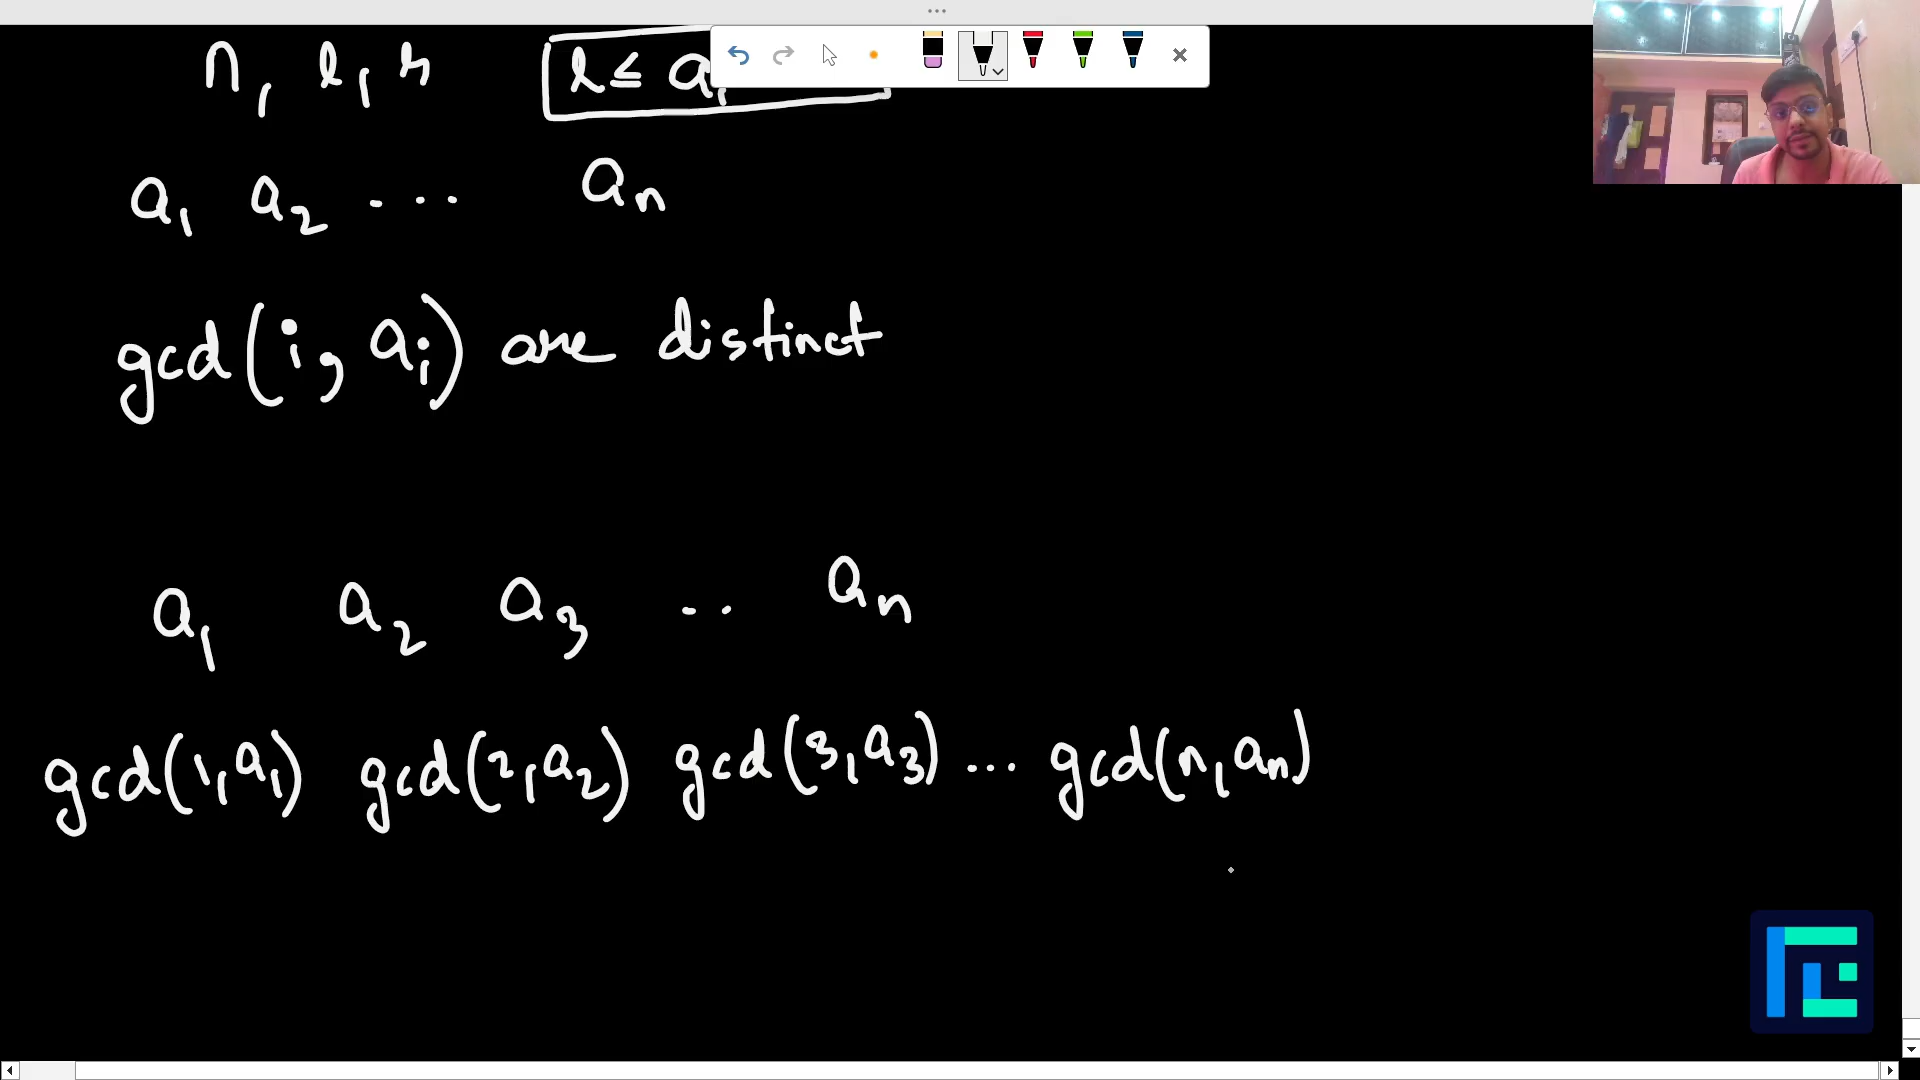 n, l, r l ≤ a
a₁ a₂ ... aₙ
gcd(i, aᵢ) are distinct
a₁ a₂ a₃ .. aₙ
gcd(1,a₁) gcd(2,a₂) gcd(3,a₃) ... gcd(n,aₙ)